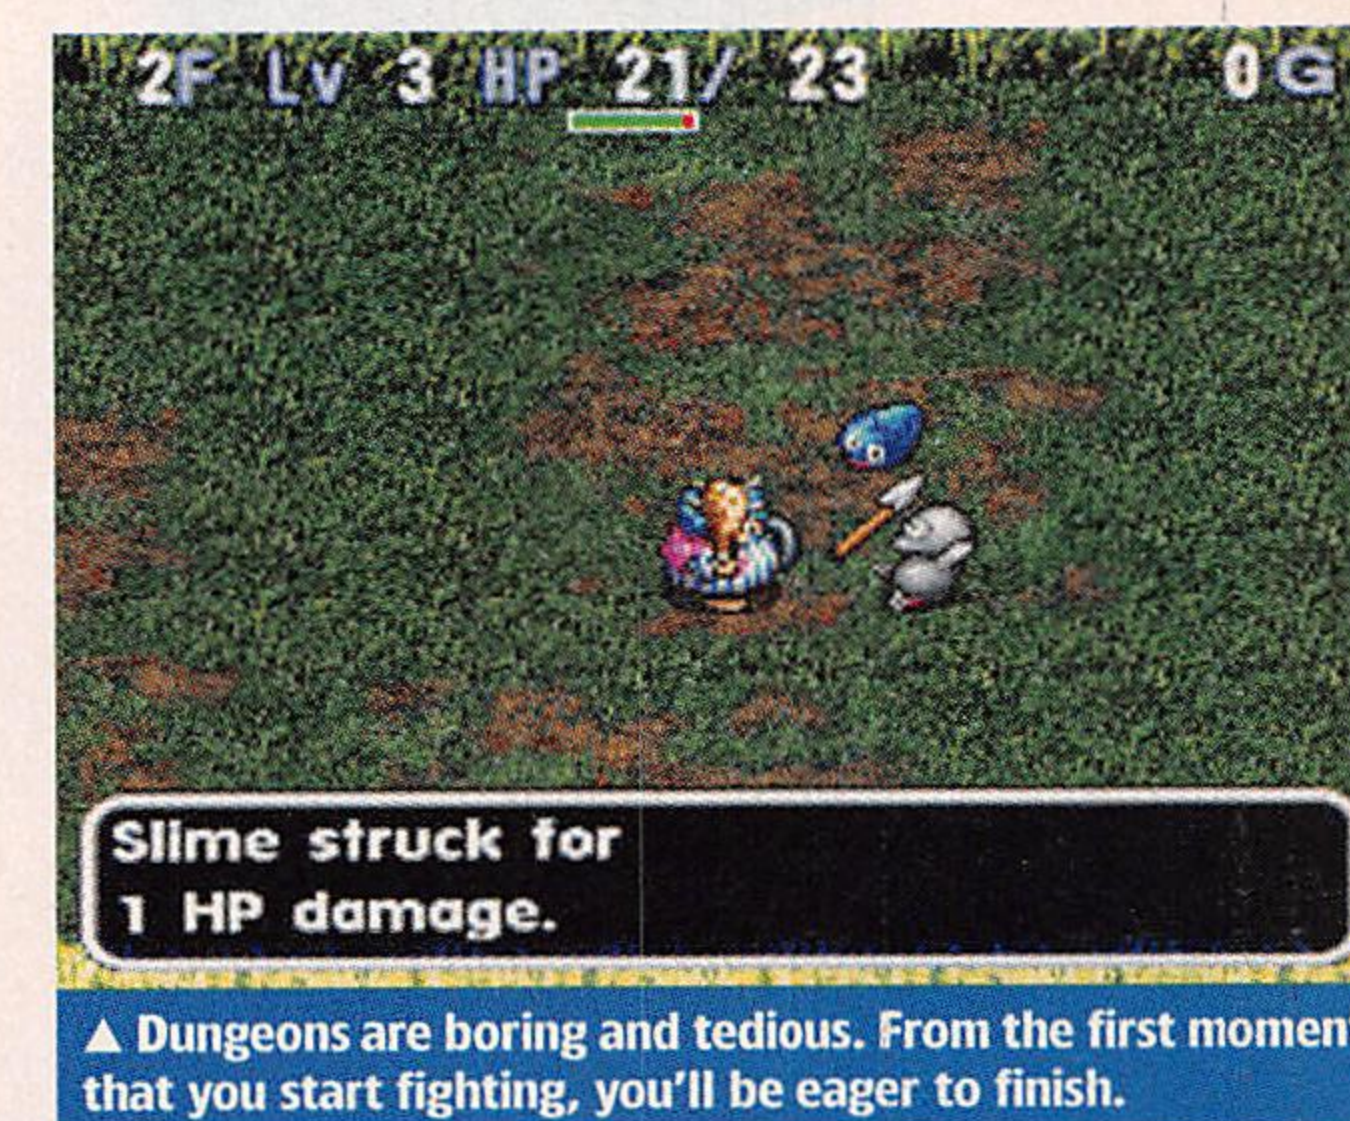 2F Lv 3 HP 21/ 23 0G
Slime struck for
1 HP damage.
▲ Dungeons are boring and tedious. From the first momen
that you start fighting, you'll be eager to finish.